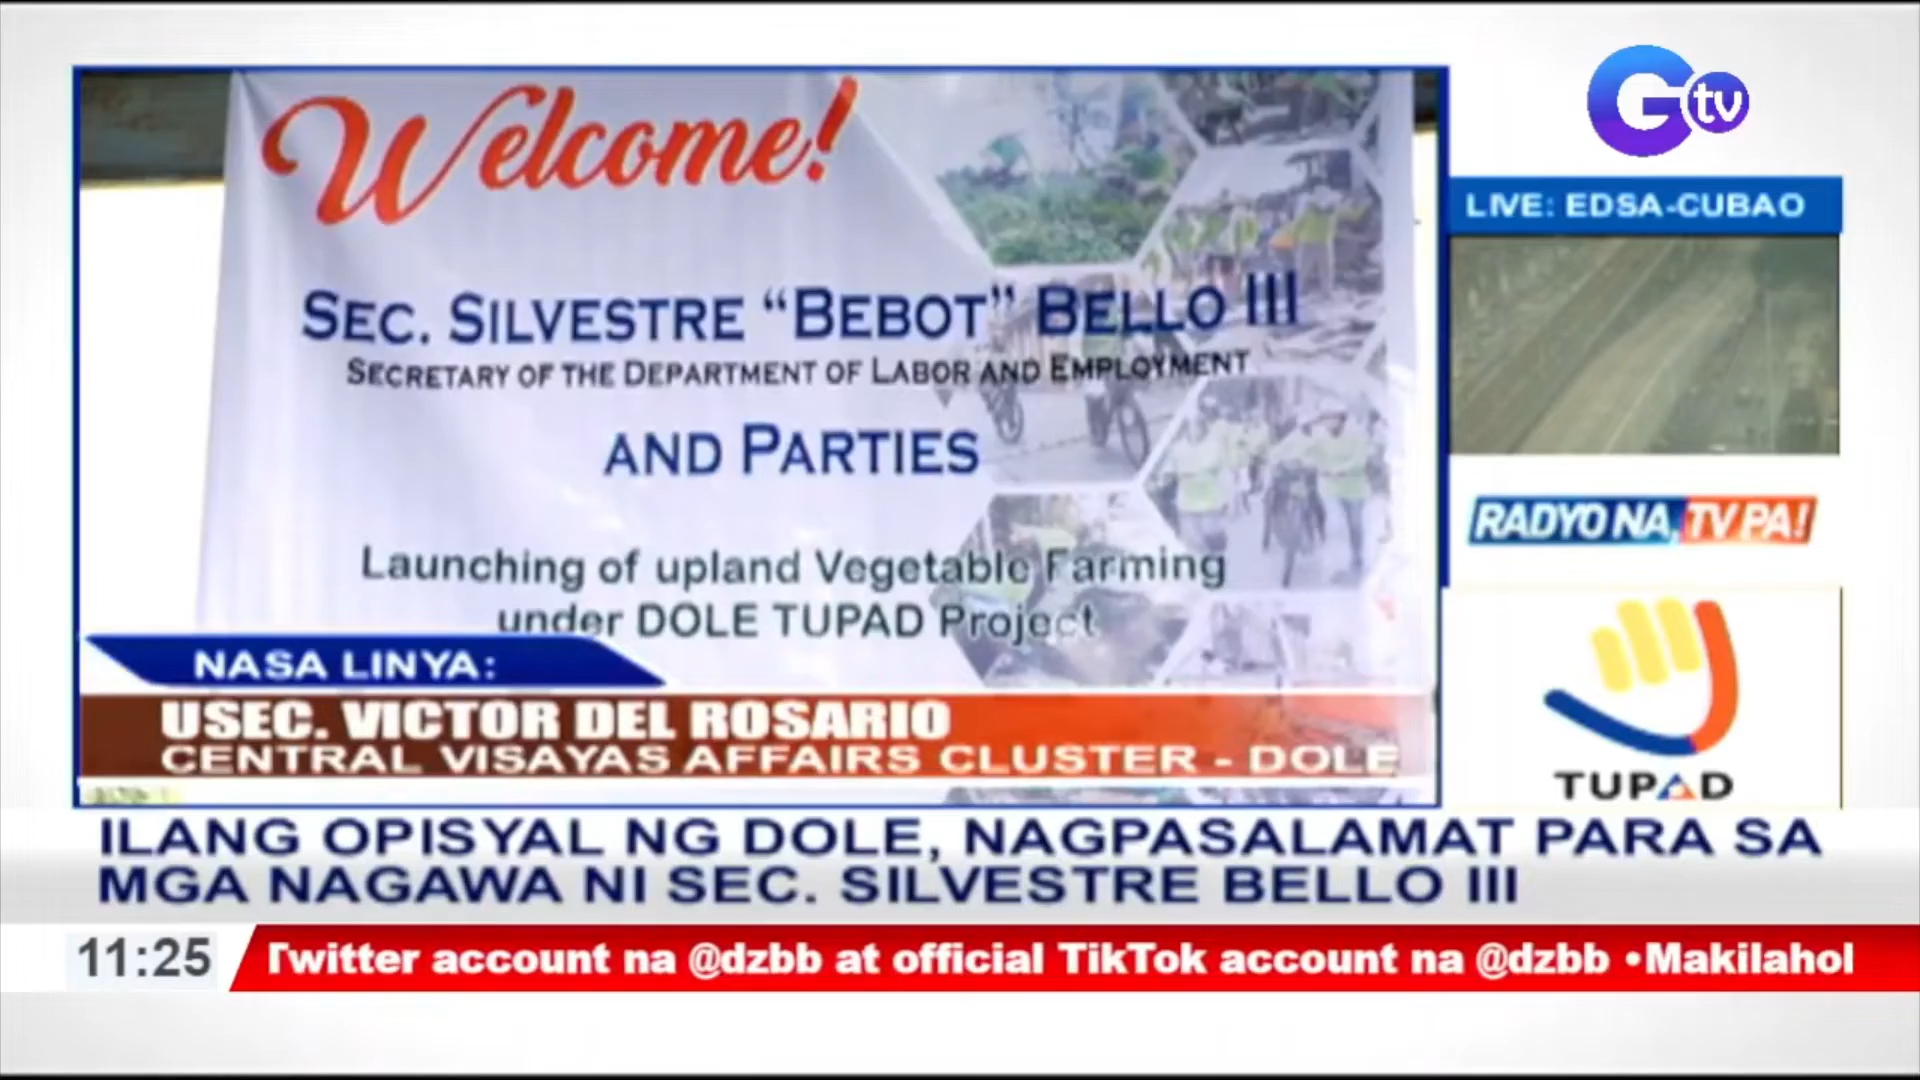 Welcome!
SEC. SILVESTRE “BEBOT” BELLO III
SECRETARY OF THE DEPARTMENT OF LABOR AND EMPLOYMENT
AND PARTIES
Launching of upland Vegetable Farming
under DOLE TUPAD Project
NASA LINYA:
USEC. VICTOR DEL ROSARIO
CENTRAL VISAYAS AFFAIRS CLUSTER - DOLE
G tv
LIVE: EDSA-CUBAO
RADYO NA, TV PA!
TUPAD
ILANG OPISYAL NG DOLE, NAGPASALAMAT PARA SA
MGA NAGAWA NI SEC. SILVESTRE BELLO III
11:25
Twitter account na @dzbb at official TikTok account na @dzbb •Makilahol